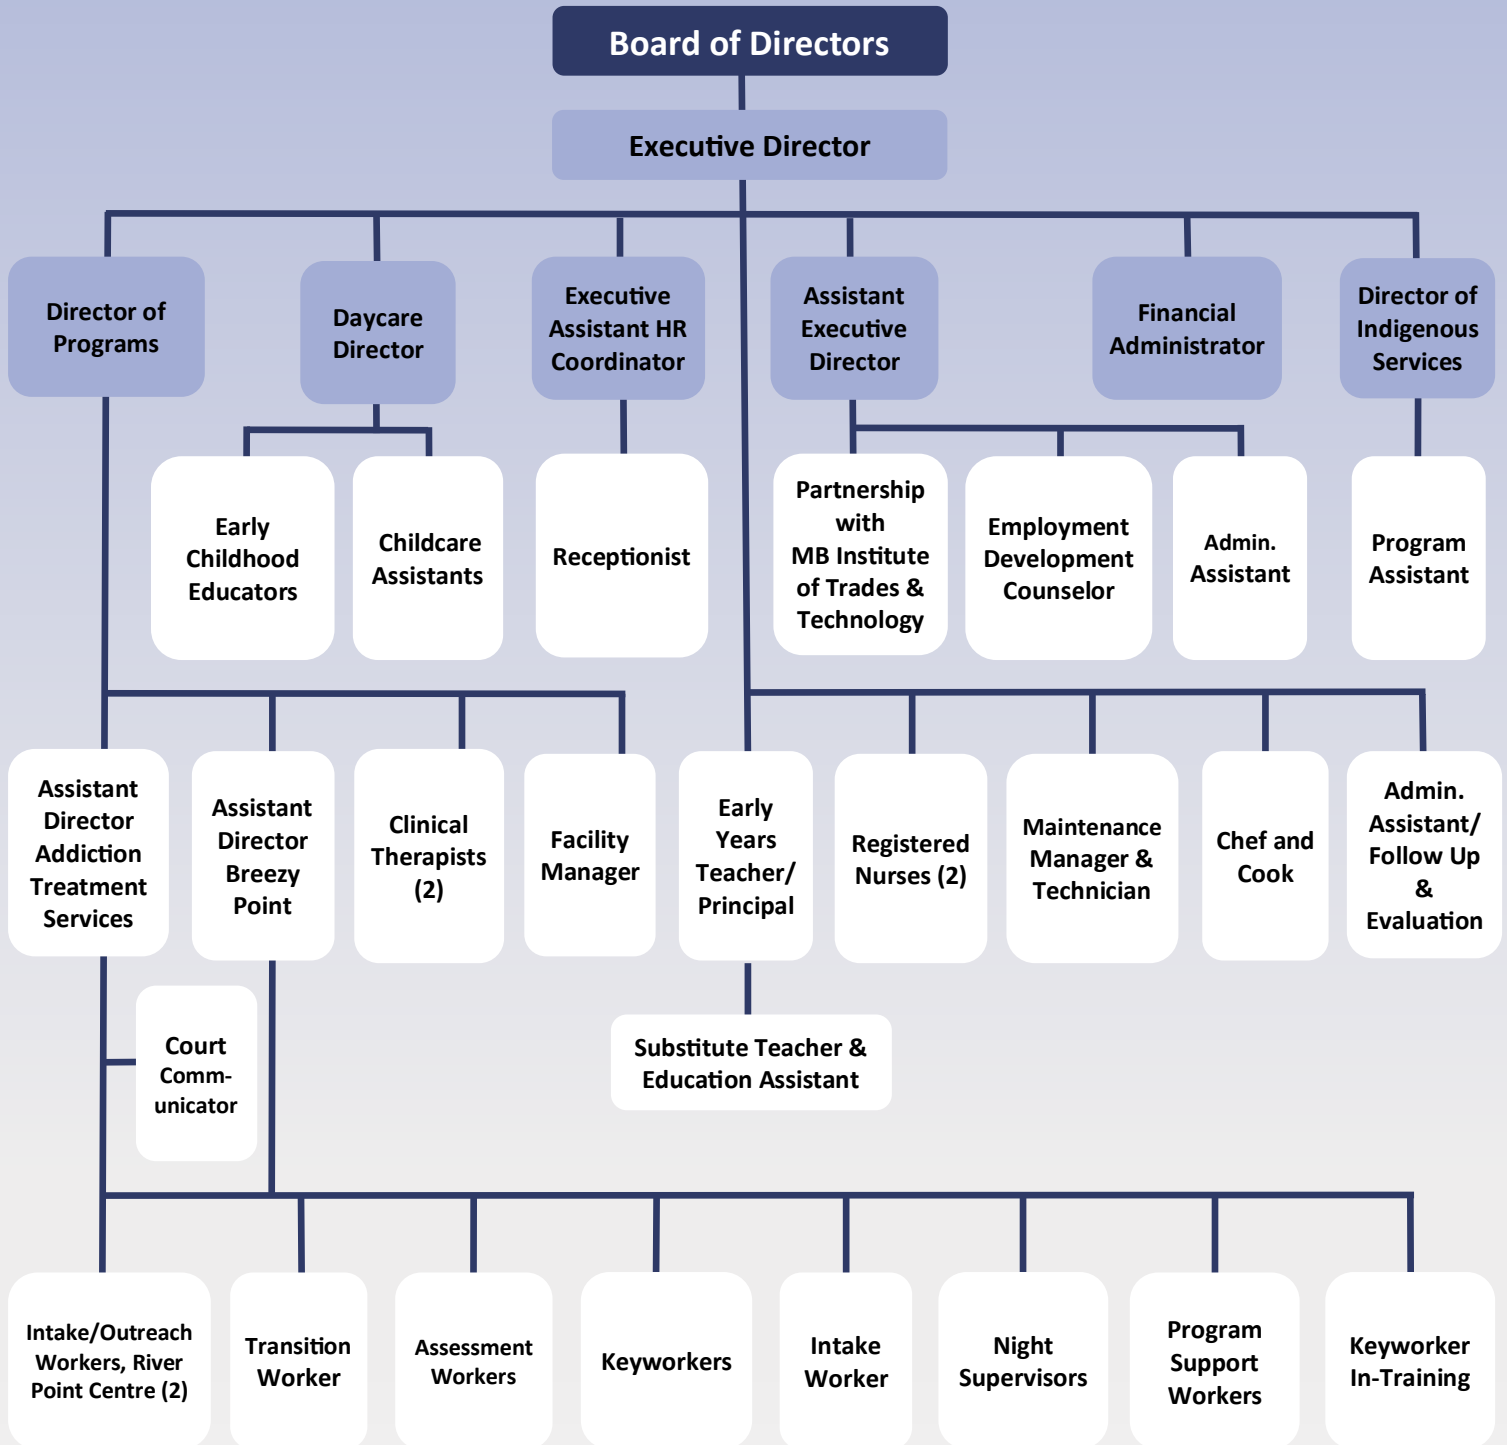 Board of Directors
Executive Director
Director of
Programs
Daycare
Director
Executive
Assistant HR
Coordinator
Assistant
Executive
Director
Financial
Administrator
Director of
Indigenous
Services
Early
Childhood
Educators
Childcare
Assistants
Receptionist
Partnership
with
MB Institute
of Trades &
Technology
Employment
Development
Counselor
Admin.
Assistant
Program
Assistant
Assistant
Director
Addiction
Treatment
Services
Assistant
Director
Breezy
Point
Clinical
Therapists
(2)
Facility
Manager
Early
Years
Teacher/
Principal
Registered
Nurses (2)
Maintenance
Manager &
Technician
Chef and
Cook
Admin.
Assistant/
Follow Up
&
Evaluation
Court
Comm-
unicator
Substitute Teacher &
Education Assistant
Intake/Outreach
Workers, River
Point Centre (2)
Transition
Worker
Assessment
Workers
Keyworkers
Intake
Worker
Night
Supervisors
Program
Support
Workers
Keyworker
In-Training